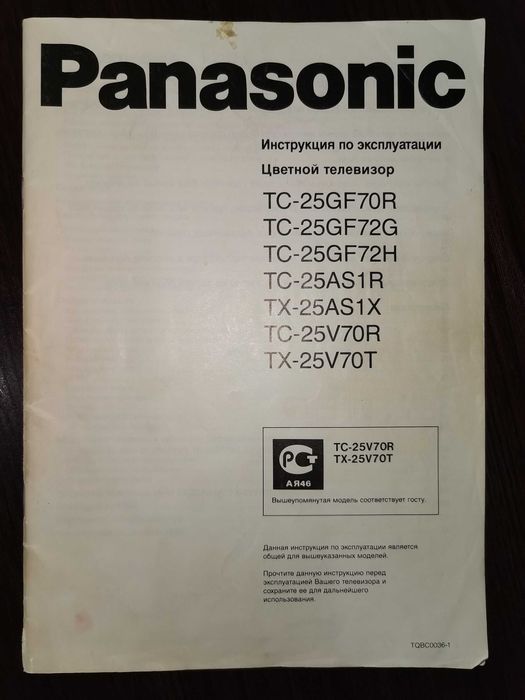 Panasonic
Инструкция по эксплуатации
Цветной телевизор
TC-25GF70R
TC-25GF72G
TC-25GF72H
TC-25AS1R
TX-25AS1X
TC-25V70R
TX-25V70T
РСТ
АЯ46
TC-25V70R
TX-25V70T
Вышеупомянутая модель соответствует госту.
Данная инструкция по эксплуатации является
общей для вышеуказанных моделей.
Прочтите данную инструкцию перед
эксплуатацией Вашего телевизора и
сохраните ее для дальнейшего
использования.
TQBC0036-1